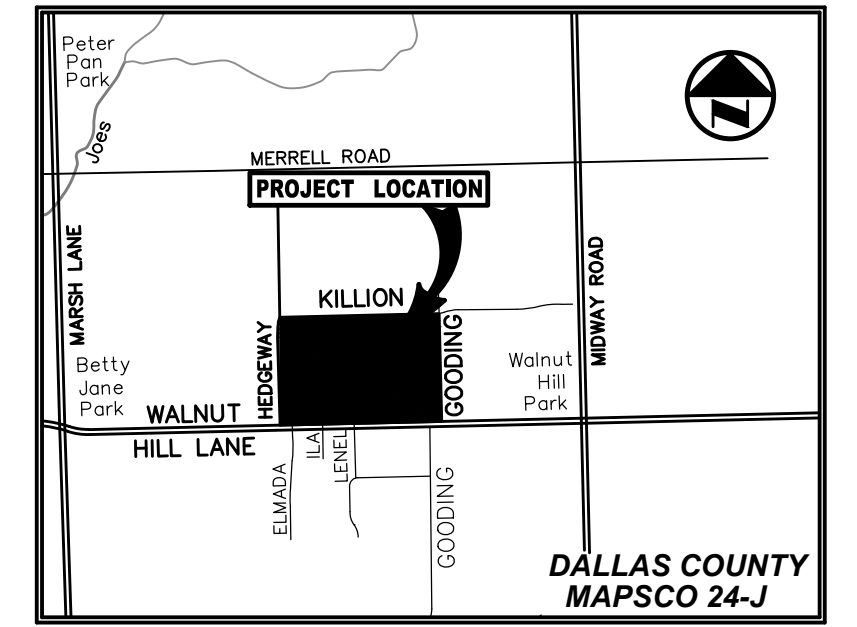 Peter
Pan
Park
Joes
N
MERRELL ROAD
PROJECT LOCATION
MARSH LANE
KILLION
MIDWAY ROAD
HEDGEWAY
GOODING
Betty
Jane
Park
Walnut
Hill
Park
WALNUT
HILL LANE
ELMADA
ILA
LENEL
GOODING
DALLAS COUNTY
MAPSCO 24-J